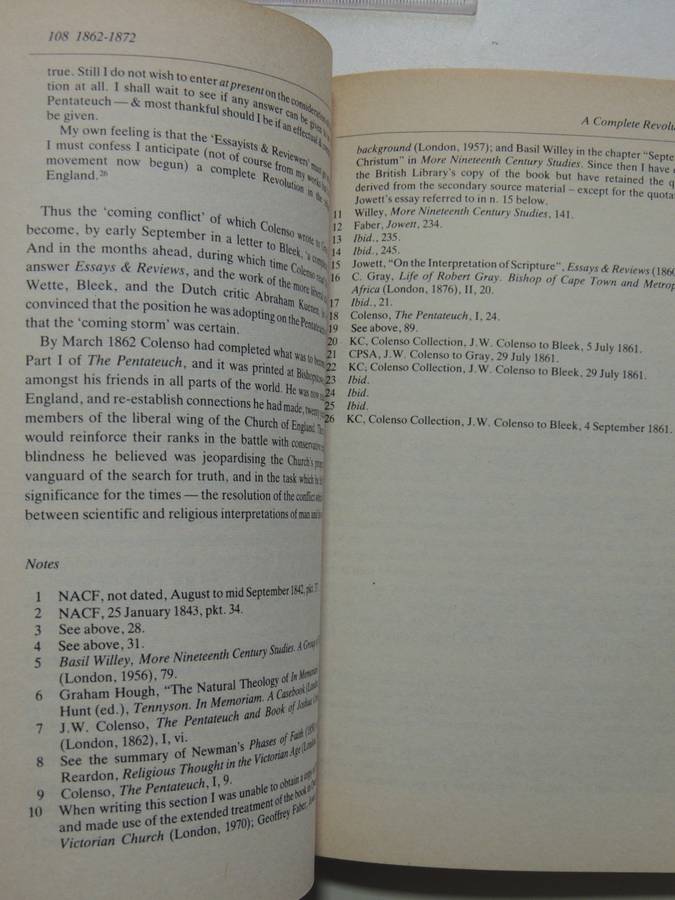 108 1862-1872
true. Still I do not wish to enter at present on the consideration
tion at all. I shall wait to see if any answer can be given
Pentateuch — & most thankful should I be if an effectual
be given.
My own feeling is that the 'Essayists & Reviewers' must
I must confess I anticipate (not of course from my works
movement now begun) a complete Revolution in the
England.26
Thus the 'coming conflict' of which Colenso wrote to
become, by early September in a letter to Bleek, 'a
And in the months ahead, during which time Colenso
answer Essays & Reviews, and the work of the more liberal
Wette, Bleek, and the Dutch critic Abraham Kuenen,
convinced that the position he was adopting on the Pentateuch
that the 'coming storm' was certain.
By March 1862 Colenso had completed what was to
Part I of The Pentateuch, and it was printed at
amongst his friends in all parts of the world. He was now
England, and re-establish connections he had made, twenty
members of the liberal wing of the Church of England.
would reinforce their ranks in the battle with conservative
blindness he believed was jeopardising the Church's
vanguard of the search for truth, and in the task which he
significance for the times — the resolution of the conflict
between scientific and religious interpretations of man and
Notes
1 NACF, not dated, August to mid September 1842, pkt.
2 NACF, 25 January 1843, pkt. 34.
3 See above, 28.
4 See above, 31.
5 Basil Willey, More Nineteenth Century Studies. A Group
(London, 1956), 79.
6 Graham Hough, "The Natural Theology of In Memoriam
Hunt (ed.), Tennyson. In Memoriam. A Casebook
7 J.W. Colenso, The Pentateuch and Book of Joshua
(London, 1862), I, vi.
8 See the summary of Newman's Phases of Faith
Reardon, Religious Thought in the Victorian Age
9 Colenso, The Pentateuch, I, 9.
10 When writing this section I was unable to obtain a copy
and made use of the extended treatment of the book in
Victorian Church (London, 1970); Geoffrey Faber,
A Complete Revolu
background (London, 1957); and Basil Willey in the chapter "Septe
Christum" in More Nineteenth Century Studies. Since then I have
the British Library's copy of the book but have retained the q
derived from the secondary source material – except for the quota
Jowett's essay referred to in n. 15 below.
11 Willey, More Nineteenth Century Studies, 141.
12 Faber, Jowett, 234.
13 Ibid., 235.
14 Ibid., 245.
15 Jowett, "On the Interpretation of Scripture", Essays & Reviews (1860
16 C. Gray, Life of Robert Gray. Bishop of Cape Town and Metrop
Africa (London, 1876), II, 20.
17 Ibid., 21.
18 Colenso, The Pentateuch, I, 24.
19 See above, 89.
20 KC, Colenso Collection, J.W. Colenso to Bleek, 5 July 1861.
21 CPSA, J.W. Colenso to Gray, 29 July 1861.
22 KC, Colenso Collection, J.W. Colenso to Bleek, 29 July 1861.
23 Ibid.
24 Ibid.
25 Ibid.
26 KC, Colenso Collection, J.W. Colenso to Bleek, 4 September 1861.